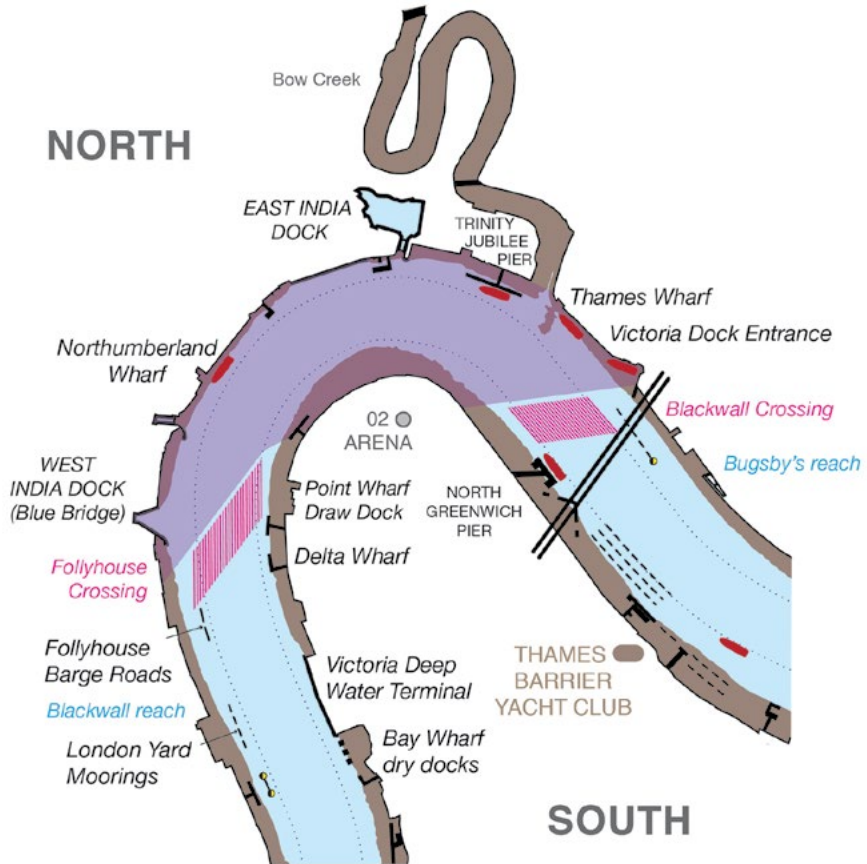 Bow Creek
NORTH
EAST INDIA
DOCK
TRINITY
JUBILEE
PIER
Thames Wharf
Victoria Dock Entrance
Northumberland
Wharf
Blackwall Crossing
02
ARENA
Bugsby's reach
WEST
INDIA DOCK
(Blue Bridge)
Point Wharf
Draw Dock
NORTH
GREENWICH
PIER
Delta Wharf
Follyhouse
Crossing
Follyhouse
Barge Roads
Victoria Deep
Water Terminal
THAMES
BARRIER
YACHT CLUB
Blackwall reach
London Yard
Moorings
Bay Wharf
dry docks
SOUTH